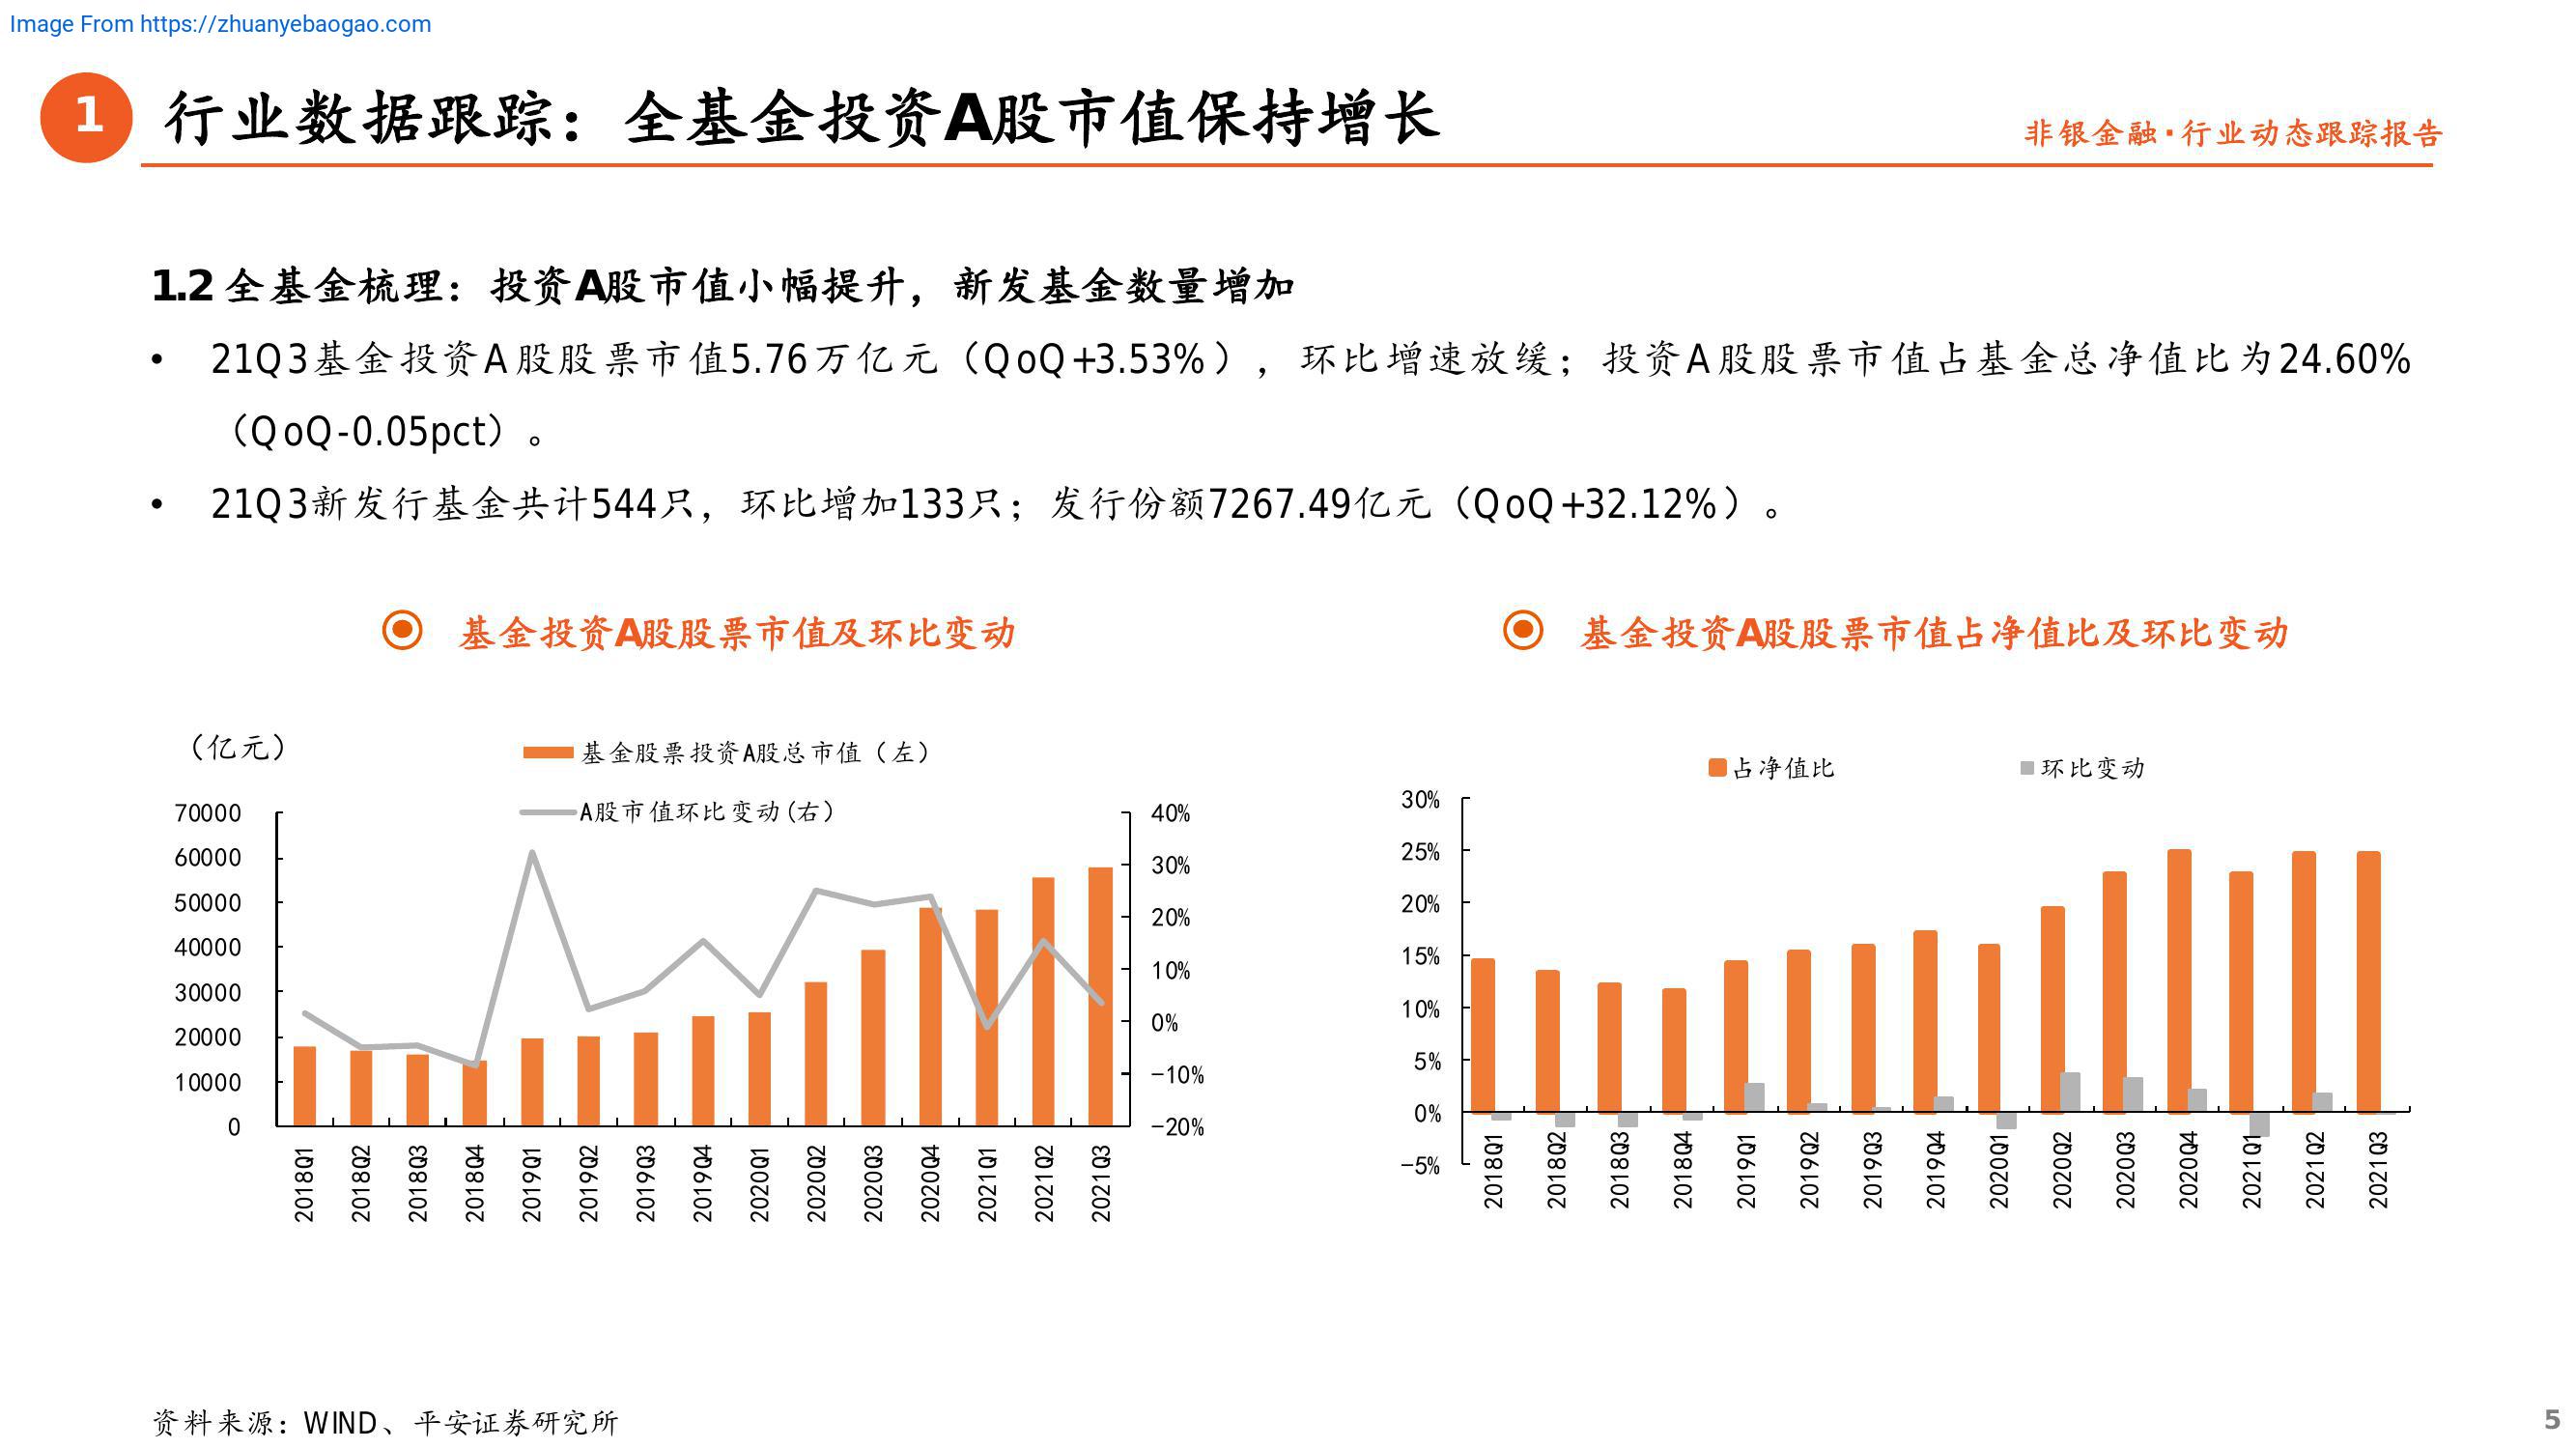 Image From https://zhuanyebaogao.com
1 行业数据跟踪：全基金投资A股市值保持增长
非银金融·行业动态跟踪报告
1.2 全基金梳理：投资A股市值小幅提升，新发基金数量增加
• 21Q3基金投资A股股票市值5.76万亿元（QoQ+3.53%），环比增速放缓；投资A股股票市值占基金总净值比为24.60%
（QoQ-0.05pct）。
• 21Q3新发行基金共计544只，环比增加133只；发行份额7267.49亿元（QoQ+32.12%）。
基金投资A股股票市值及环比变动
（亿元）
基金股票投资A股总市值（左）
A股市值环比变动(右）
70000
60000
50000
40000
30000
20000
10000
0
40%
30%
20%
10%
0%
-10%
-20%
2018Q1 2018Q2 2018Q3 2018Q4 2019Q1 2019Q2 2019Q3 2019Q4 2020Q1 2020Q2 2020Q3 2020Q4 2021Q1 2021Q2 2021Q3
基金投资A股股票市值占净值比及环比变动
占净值比 环比变动
30%
25%
20%
15%
10%
5%
0%
-5%
2018Q1 2018Q2 2018Q3 2018Q4 2019Q1 2019Q2 2019Q3 2019Q4 2020Q1 2020Q2 2020Q3 2020Q4 2021Q1 2021Q2 2021Q3
资料来源：WIND、平安证券研究所
5